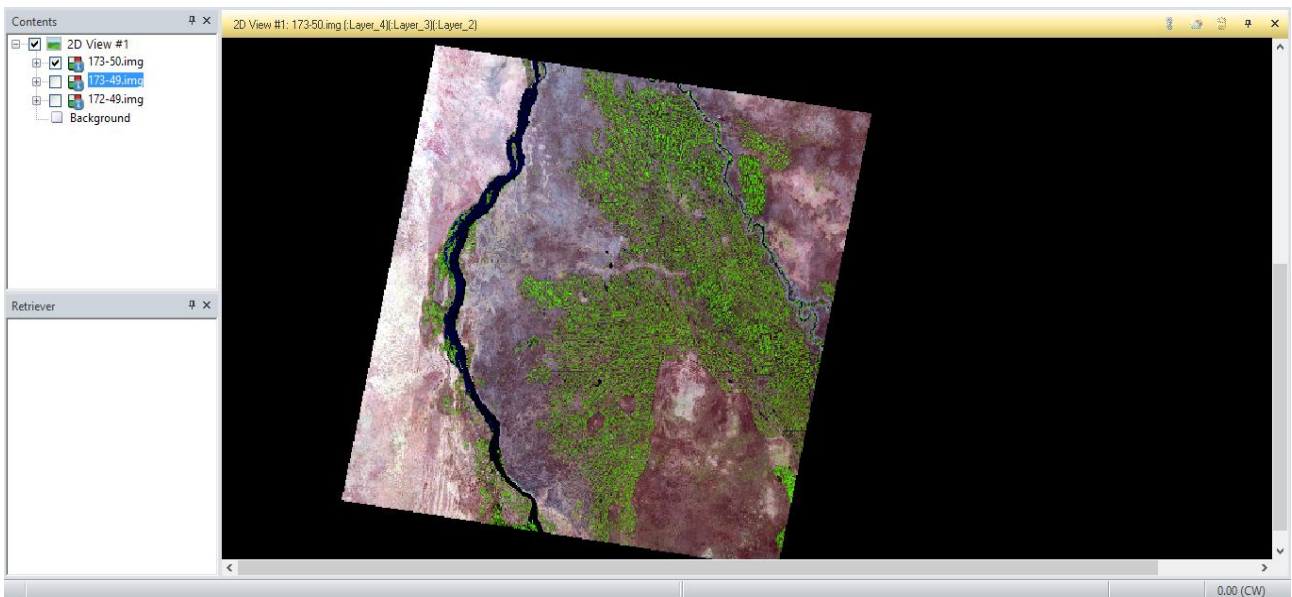 Contents
2D View #1
173-50.img
173-49.img
172-49.img
Background
Retriever
2D View #1: 173-50.img (:Layer_4)(:Layer_3)(:Layer_2)
0.00 (CW)